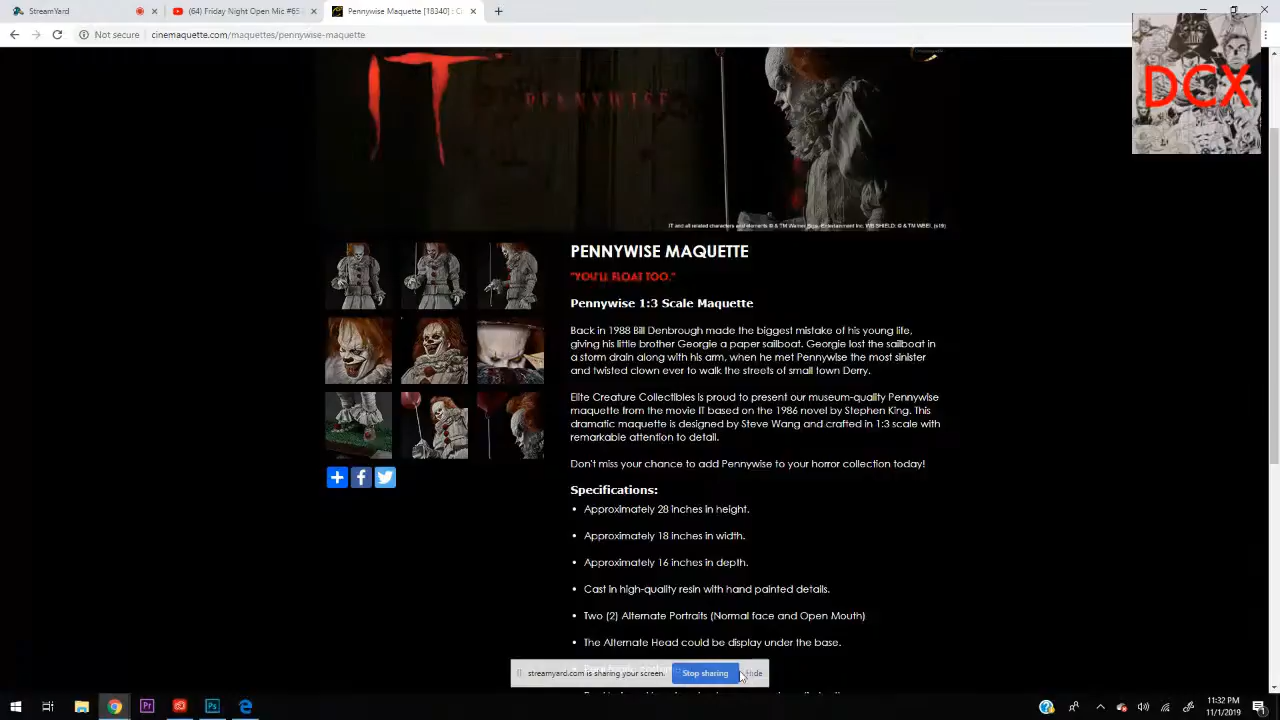 StreamYard
(64) Friday Night Open Mic #65
Pennywise Maquette [18340] : C
Not secure
cinemaquette.com/maquettes/pennywise-maquette
DCX
IT
PENNYWISE
IT and all related characters and elements © & TM Warner Bros. Entertainment Inc. WB SHIELD: © & TM WBEI. (s19)
PENNYWISE MAQUETTE
"YOU'LL FLOAT TOO."
Pennywise 1:3 Scale Maquette
Back in 1988 Bill Denbrough made the biggest mistake of his young life,
giving his little brother Georgie a paper sailboat. Georgie lost the sailboat in
a storm drain along with his arm, when he met Pennywise the most sinister
and twisted clown ever to walk the streets of small town Derry.
Elite Creature Collectibles is proud to present our museum-quality Pennywise
maquette from the movie IT based on the 1986 novel by Stephen King. This
dramatic maquette is designed by Steve Wang and crafted in 1:3 scale with
remarkable attention to detail.
Don't miss your chance to add Pennywise to your horror collection today!
Specifications:
• Approximately 28 inches in height.
• Approximately 18 inches in width.
• Approximately 16 inches in depth.
• Cast in high-quality resin with hand painted details.
• Two (2) Alternate Portraits (Normal face and Open Mouth)
• The Alternate Head could be display under the base.
streamyard.com is sharing your screen.
Stop sharing
Hide
11:32 PM
11/1/2019